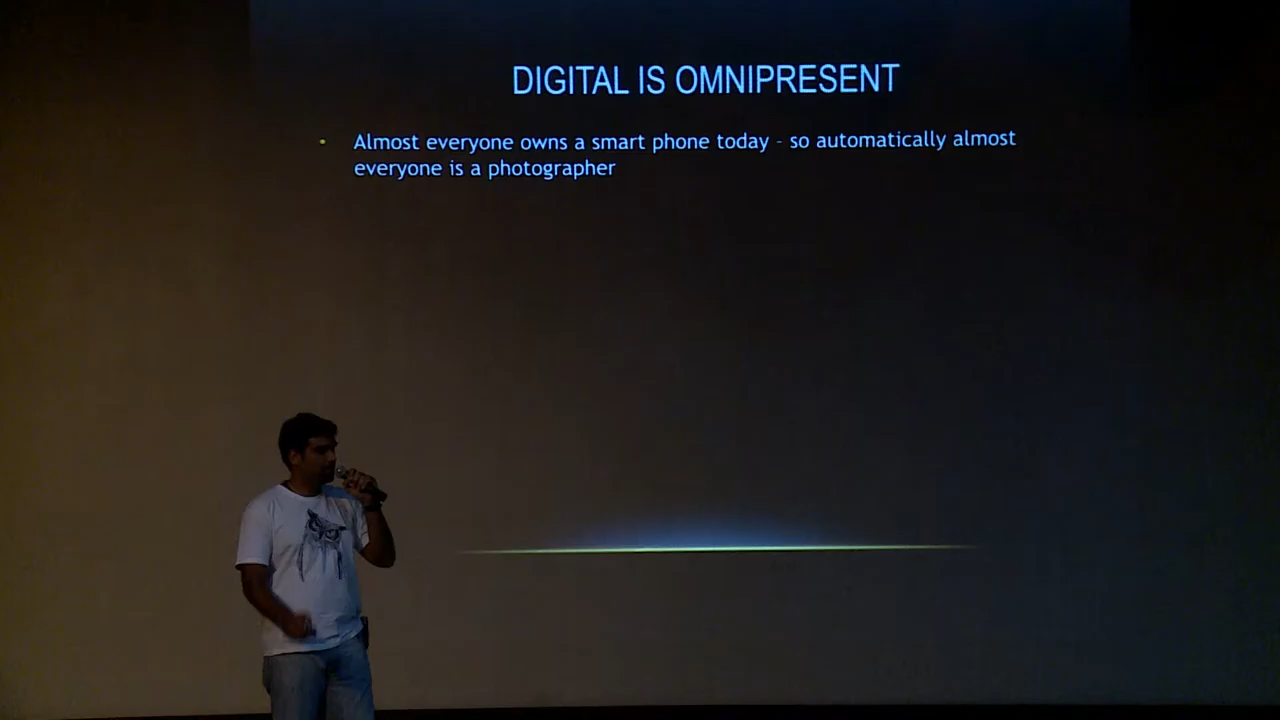 DIGITAL IS OMNIPRESENT
• Almost everyone owns a smart phone today - so automatically almost
everyone is a photographer